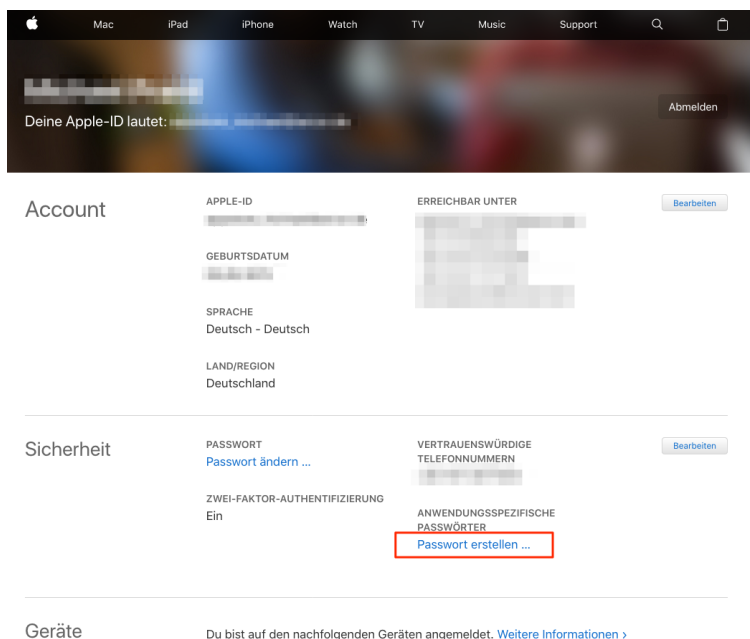 Mac iPad iPhone Watch TV Music Support
Deine Apple-ID lautet:
Abmelden
Account
APPLE-ID
GEBURTSDATUM
SPRACHE
Deutsch - Deutsch
LAND/REGION
Deutschland
ERREICHBAR UNTER
Bearbeiten
Sicherheit
PASSWORT
Passwort ändern ...
ZWEI-FAKTOR-AUTHENTIFIZIERUNG
Ein
VERTRAUENSWÜRDIGE
TELEFONNUMMERN
ANWENDUNGSSPEZIFISCHE
PASSWÖRTER
Passwort erstellen ...
Bearbeiten
Geräte
Du bist auf den nachfolgenden Geräten angemeldet. Weitere Informationen >